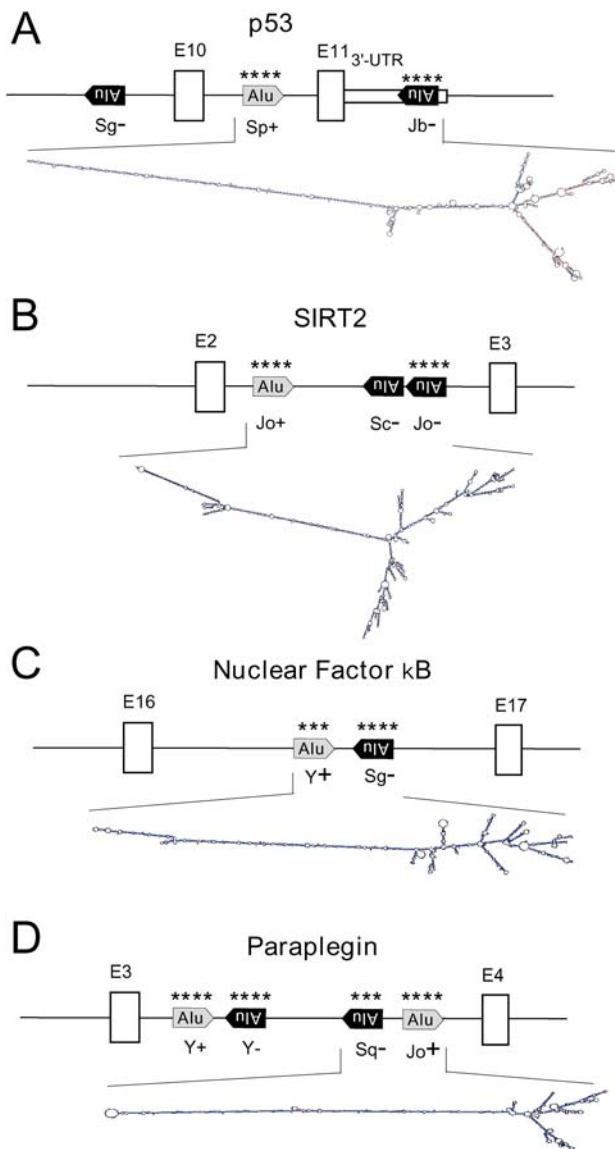 A
p53
E10
E11
3'-UTR
****
****
Alu
Alu
Alu
Sg-
Sp+
Jb-
B
SIRT2
E2
E3
****
****
Alu
Alu
Alu
Jo+
Sc-
Jo-
C
Nuclear Factor κB
E16
E17
***
****
Alu
Alu
Y+
Sg-
D
Paraplegin
E3
E4
****
****
***
****
Alu
Alu
Alu
Alu
Y+
Y-
Sq-
Jo+